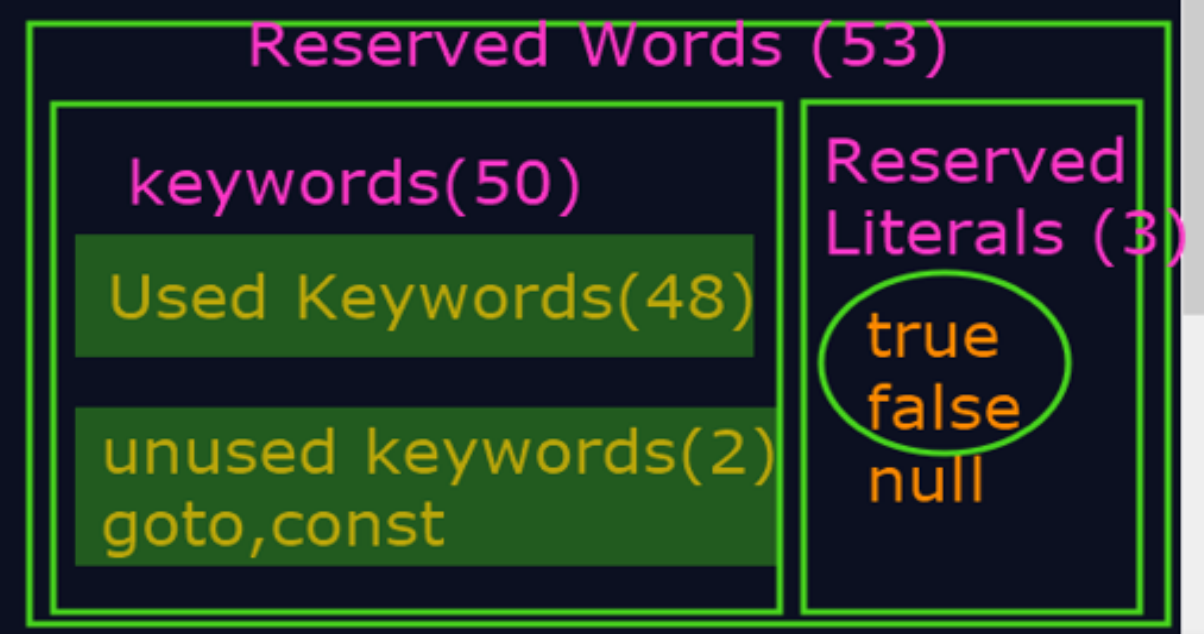 Reserved Words (53)
keywords(50)
Used Keywords(48)
unused keywords(2)
goto,const
Reserved
Literals (3)
true
false
null